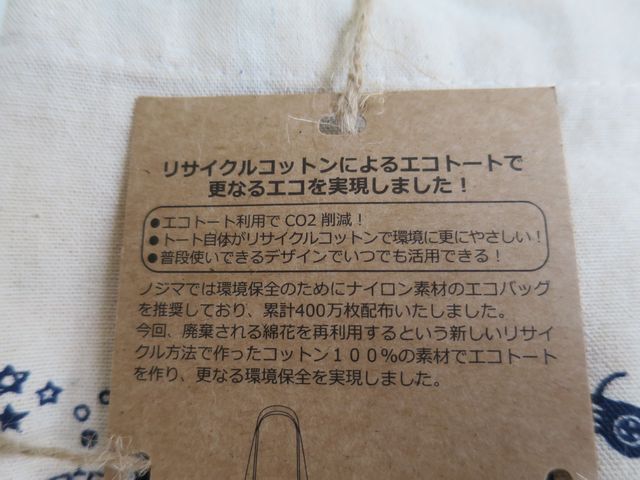 リサイクルコットンによるエコトートで
更なるエコを実現しました！
●エコトート利用で CO2 削減！
●トート自体がリサイクルコットンで環境に更にやさしい！
●普段使いできるデザインでいつでも活用できる！
ノジマでは環境保全のためにナイロン素材のエコバッグ
を推奨しており、累計400万枚配布いたしました。
今回、廃棄される綿花を再利用するという新しいリサイ
クル方法で作ったコットン１００％の素材でエコトート
を作り、更なる環境保全を実現しました。